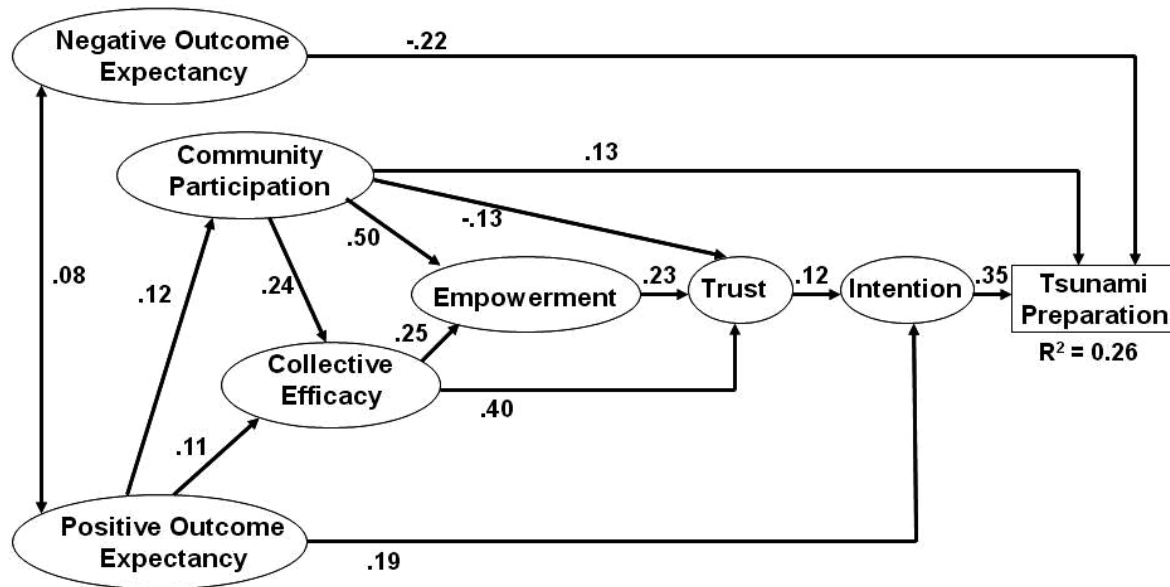 Negative Outcome
Expectancy
-.22
Community
Participation
.13
-.13
.50
.08
.12
.24
Empowerment
.23
Trust
.12
Intention
.35
Tsunami
Preparation
R² = 0.26
.25
Collective
Efficacy
.40
.11
Positive Outcome
Expectancy
.19